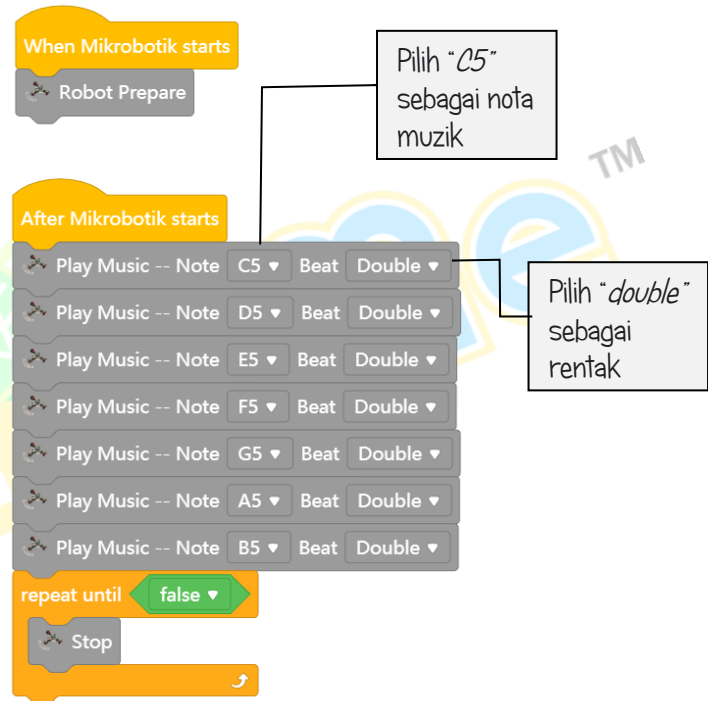 When Mikrobotik starts
Robot Prepare
Pilih “C5”
sebagai nota
muzik
TM
After Mikrobotik starts
Play Music -- Note C5 Beat Double
Play Music -- Note D5 Beat Double
Play Music -- Note E5 Beat Double
Play Music -- Note F5 Beat Double
Play Music -- Note G5 Beat Double
Play Music -- Note A5 Beat Double
Play Music -- Note B5 Beat Double
Pilih “double”
sebagai
rentak
repeat until false
Stop